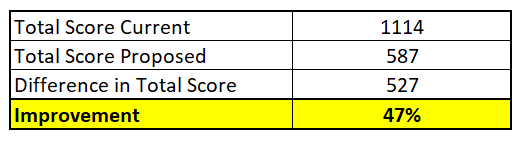 Total Score Current 1114
Total Score Proposed 587
Difference in Total Score 527
Improvement 47%